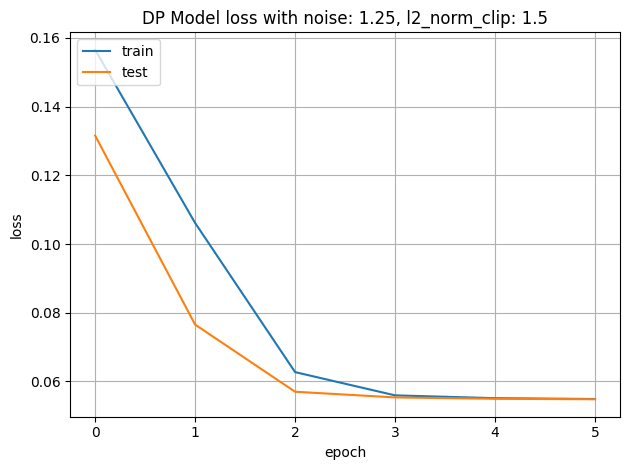 DP Model loss with noise: 1.25, l2_norm_clip: 1.5
train
test
0.16
0.14
0.12
0.10
0.08
0.06
loss
0 1 2 3 4 5
epoch